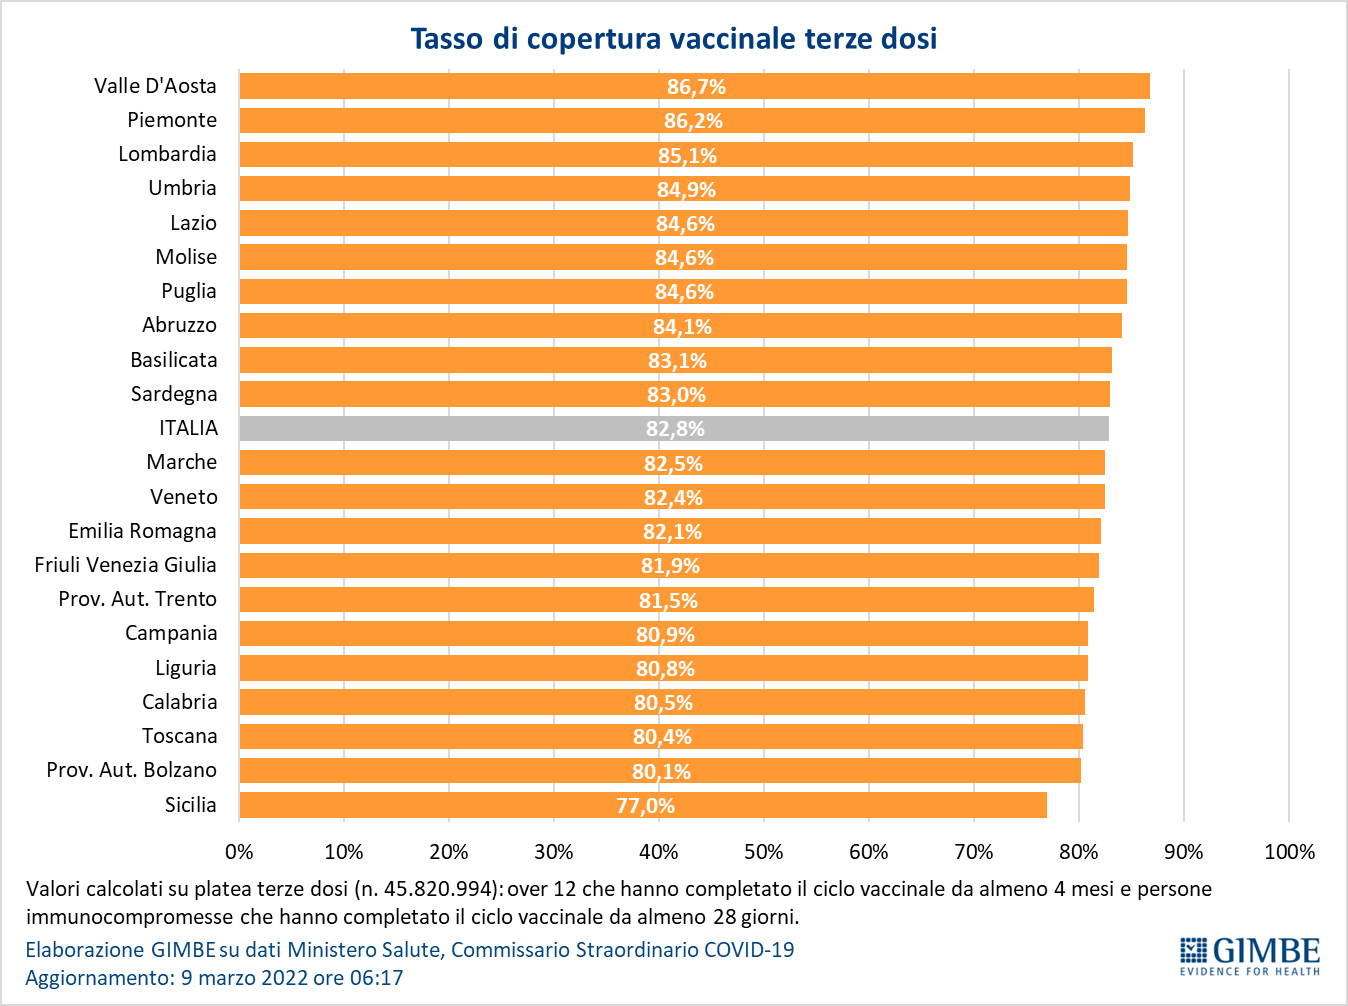 Tasso di copertura vaccinale terze dosi
Valle D'Aosta 86,7%
Piemonte 86,2%
Lombardia 85,1%
Umbria 84,9%
Lazio 84,6%
Molise 84,6%
Puglia 84,6%
Abruzzo 84,1%
Basilicata 83,1%
Sardegna 83,0%
ITALIA 82,8%
Marche 82,5%
Veneto 82,4%
Emilia Romagna 82,1%
Friuli Venezia Giulia 81,9%
Prov. Aut. Trento 81,5%
Campania 80,9%
Liguria 80,8%
Calabria 80,5%
Toscana 80,4%
Prov. Aut. Bolzano 80,1%
Sicilia 77,0%
0% 10% 20% 30% 40% 50% 60% 70% 80% 90% 100%
Valori calcolati su platea terze dosi (n. 45.820.994): over 12 che hanno completato il ciclo vaccinale da almeno 4 mesi e persone
immunocompromesse che hanno completato il ciclo vaccinale da almeno 28 giorni.
Elaborazione GIMBE su dati Ministero Salute, Commissario Straordinario COVID-19
Aggiornamento: 9 marzo 2022 ore 06:17
GIMBE
EVIDENCE FOR HEALTH